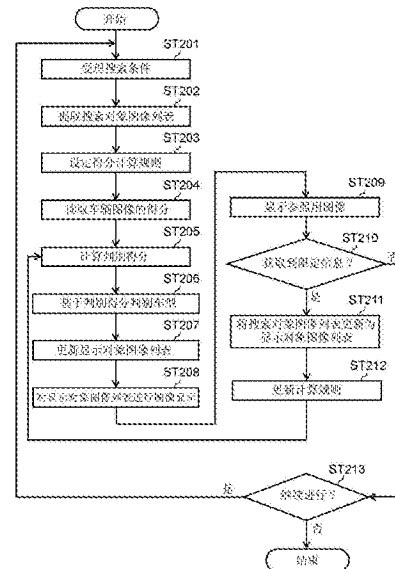 开始
ST201
受理搜索条件
ST202
提取搜索对象图像列表
ST203
设定得分计算规则
ST204
读取车辆图像的得分
ST205
计算判别得分
ST206
基于判别得分判别车型
ST207
更新显示对象图像列表
ST208
对显示对象图像列表进行图像显示
ST209
显示参照用图像
ST210
获取到限定信息？
否
是
ST211
将搜索对象图像列表更新为
显示对象图像列表
ST212
更新计算规则
ST213
继续进行？
是
否
结束